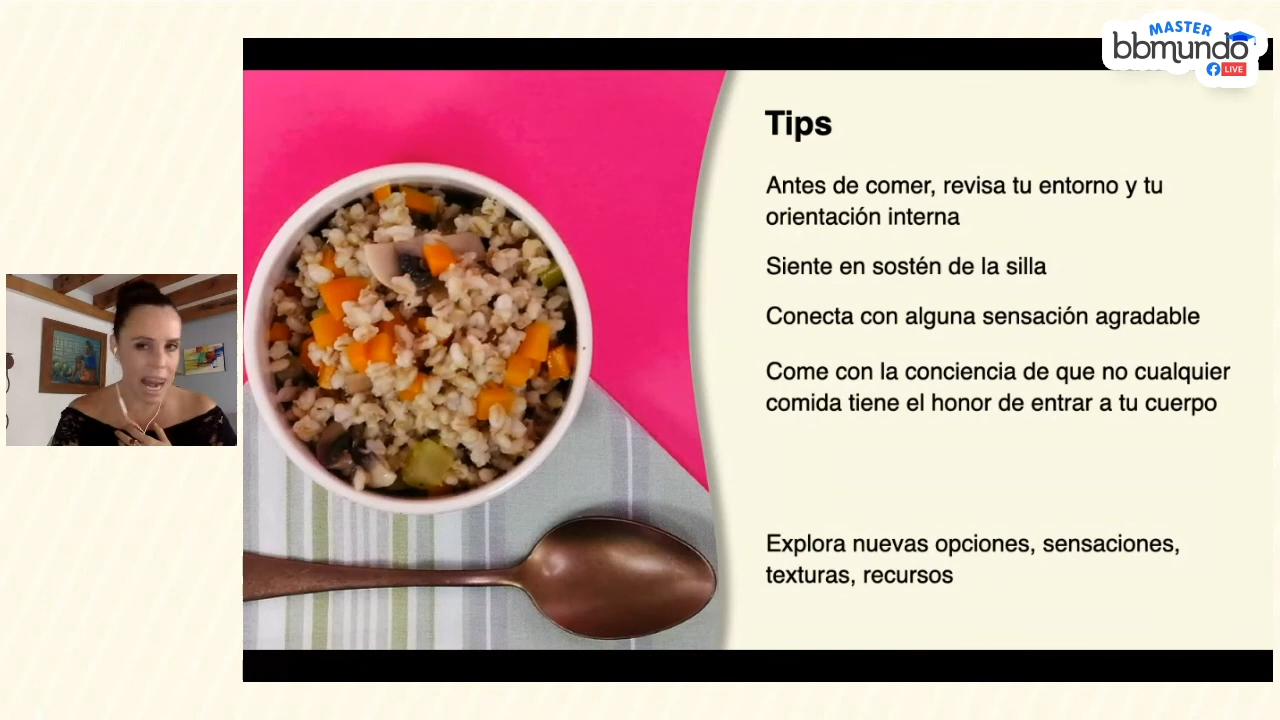 MASTER
bbmundo
LIVE
Tips
Antes de comer, revisa tu entorno y tu
orientación interna
Siente en sostén de la silla
Conecta con alguna sensación agradable
Come con la conciencia de que no cualquier
comida tiene el honor de entrar a tu cuerpo
Explora nuevas opciones, sensaciones,
texturas, recursos